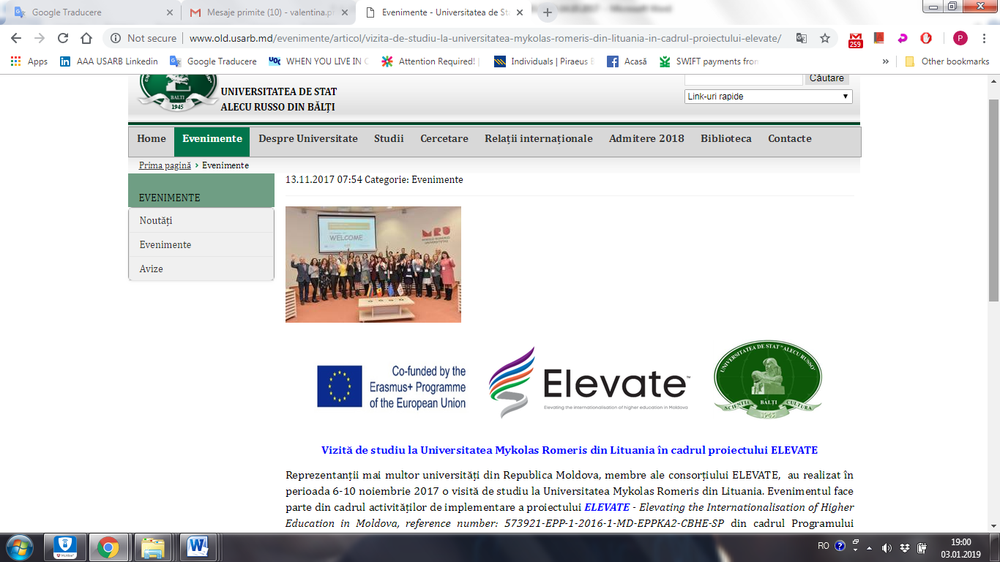 Google Traducere
Mesaje primite (10) - valentina.p
Evenimente - Universitatea de St
Not secure
www.old.usarb.md/evenimente/articol/vizita-de-studiu-la-universitatea-mykolas-romeris-din-lituania-in-cadrul-proiectului-elevate/
259
P
Apps
AAA USARB Linkedin
Google Traducere
UOC
WHEN YOU LIVE IN
Attention Required! |
Individuals | Piraeus
Acasă
SWIFT payments from
Other bookmarks
BALTI
1945
UNIVERSITATEA DE STAT
ALECU RUSSO DIN BĂLȚI
Căutare
Link-uri rapide
Home Evenimente Despre Universitate Studii Cercetare Relații internaționale Admitere 2018 Biblioteca Contacte
Prima pagină > Evenimente
EVENIMENTE
Noutăți
Evenimente
Avize
13.11.2017 07:54 Categorie: Evenimente
WELCOME
MRU
Co-funded by the
Erasmus+ Programme
of the European Union
Elevate™
Elevating the Internationalisation of higher education in Moldova
UNIVERSITATEA DE STAT "ALECU RUSSO"
SCIENTIA BĂLȚI CULTURA
1945
Vizită de studiu la Universitatea Mykolas Romeris din Lituania în cadrul proiectului ELEVATE
Reprezentanții mai multor universități din Republica Moldova, membre ale consorțiului ELEVATE, au realizat în
perioada 6-10 noiembrie 2017 o visită de studiu la Universitatea Mykolas Romeris din Lituania. Evenimentul face
parte din cadrul activităților de implementare a proiectului ELEVATE - Elevating the Internationalisation of Higher
Education in Moldova, reference number: 573921-EPP-1-2016-1-MD-EPPKA2-CBHE-SP din cadrul Programului
RO
19:00
03.01.2019